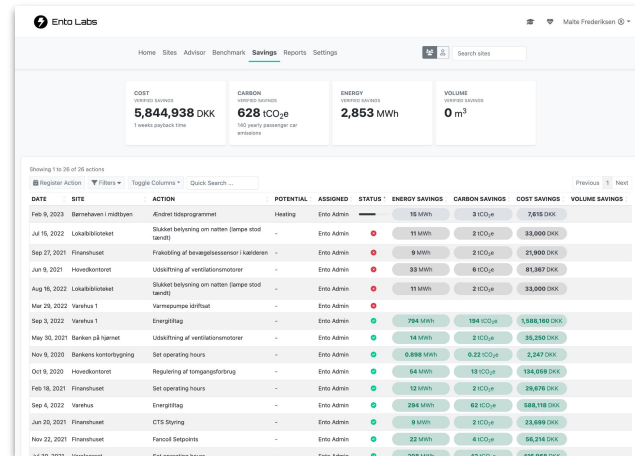 Ento Labs
Malte Frederiksen
Home Sites Advisor Benchmark Savings Reports Settings
Search sites
COST
VERIFIED SAVINGS
5,844,938 DKK
1 weeks payback time
CARBON
VERIFIED SAVINGS
628 tCO2e
140 yearly passenger car
emissions
ENERGY
VERIFIED SAVINGS
2,853 MWh
VOLUME
VERIFIED SAVINGS
0 m3
Showing 1 to 26 of 26 actions
Register Action Filters Toggle Columns Quick Search ... Previous 1 Next
DATE SITE ACTION POTENTIAL ASSIGNED STATUS ENERGY SAVINGS CARBON SAVINGS COST SAVINGS VOLUME SAVINGS
Feb 9, 2023 Børnehaven i midtbyen Ændret tidsprogrammet Heating Ento Admin 15 MWh 3 tCO2e 7,615 DKK
Jul 15, 2022 Lokalbiblioteket Slukket belysning om natten (lampe stod tændt) - Ento Admin 11 MWh 2 tCO2e 33,000 DKK
Sep 27, 2021 Finanshuset Frakobling af bevægelsessensor i kælderen - Ento Admin 9 MWh 2 tCO2e 21,900 DKK
Jun 9, 2021 Hovedkontoret Udskiftning af ventilationsmotorer - Ento Admin 33 MWh 6 tCO2e 81,367 DKK
Aug 16, 2022 Lokalbiblioteket Slukket belysning om natten (lampe stod tændt) - Ento Admin 11 MWh 2 tCO2e 33,000 DKK
Mar 29, 2022 Varehus 1 Varmepumpe idriftsat - Ento Admin
Sep 3, 2022 Varehus 1 Energitiltag - Ento Admin 794 MWh 194 tCO2e 1,588,160 DKK
May 30, 2021 Banken på hjørnet Udskiftning af ventilationsmotorer - Ento Admin 14 MWh 2 tCO2e 35,250 DKK
Nov 9, 2020 Bankens kontorbygning Set operating hours - Ento Admin 0.898 MWh 0.22 tCO2e 2,247 DKK
Oct 9, 2020 Hovedkontoret Regulering af tomgangsforbrug - Ento Admin 54 MWh 13 tCO2e 134,059 DKK
Feb 18, 2021 Finanshuset Set operating hours - Ento Admin 12 MWh 2 tCO2e 29,676 DKK
Sep 4, 2022 Varehus Energitiltag - Ento Admin 294 MWh 62 tCO2e 588,118 DKK
Jun 20, 2021 Finanshuset CTS Styring - Ento Admin 9 MWh 2 tCO2e 23,699 DKK
Nov 22, 2021 Finanshuset Fancoil Setpoints - Ento Admin 22 MWh 4 tCO2e 56,214 DKK